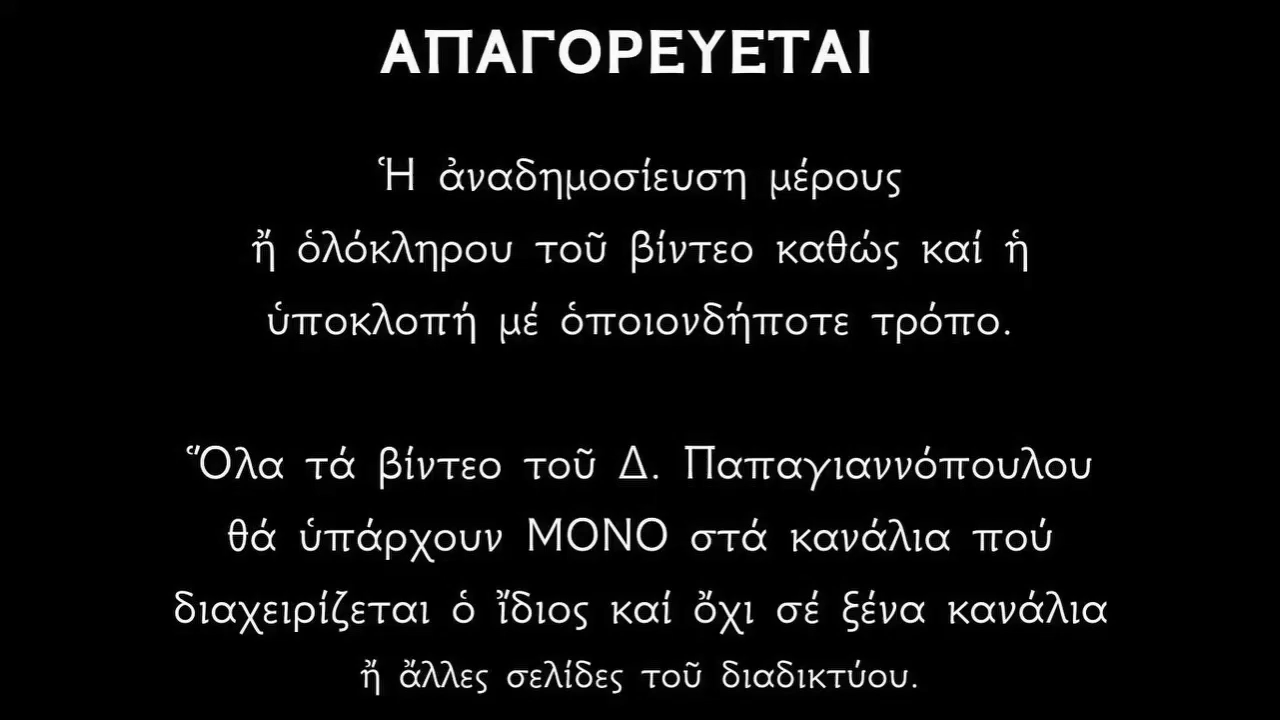 ΑΠΑΓΟΡΕΥΕΤΑΙ
Ἡ ἀναδημοσίευση μέρους
ἤ ὁλόκληρου τοῦ βίντεο καθώς καί ἡ
ὑποκλοπή μέ ὁποιονδήποτε τρόπο.
Ὅλα τά βίντεο τοῦ Δ. Παπαγιαννόπουλου
θά ὑπάρχουν ΜΟΝΟ στά κανάλια πού
διαχειρίζεται ὁ ἴδιος καί ὄχι σέ ξένα κανάλια
ἤ ἄλλες σελίδες τοῦ διαδικτύου.